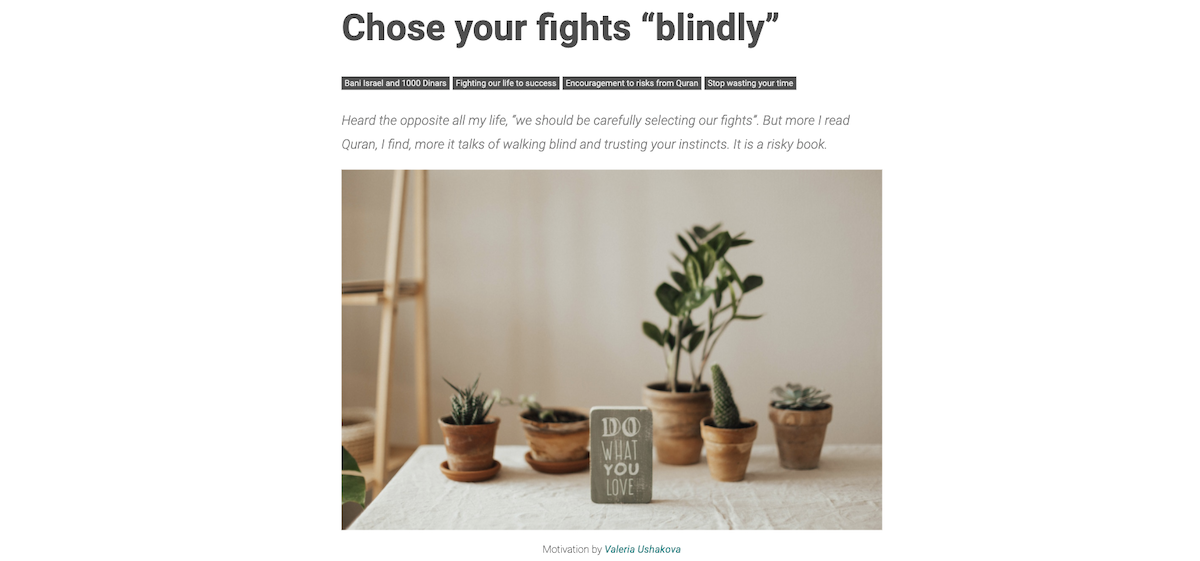 Chose your fights “blindly”
Bani Israel and 1000 Dinars Fighting our life to success Encouragement to risks from Quran Stop wasting your time
Heard the opposite all my life, “we should be carefully selecting our fights”. But more I read
Quran, I find, more it talks of walking blind and trusting your instincts. It is a risky book.
DO
WHAT
YOU
LOVE
Motivation by Valeria Ushakova